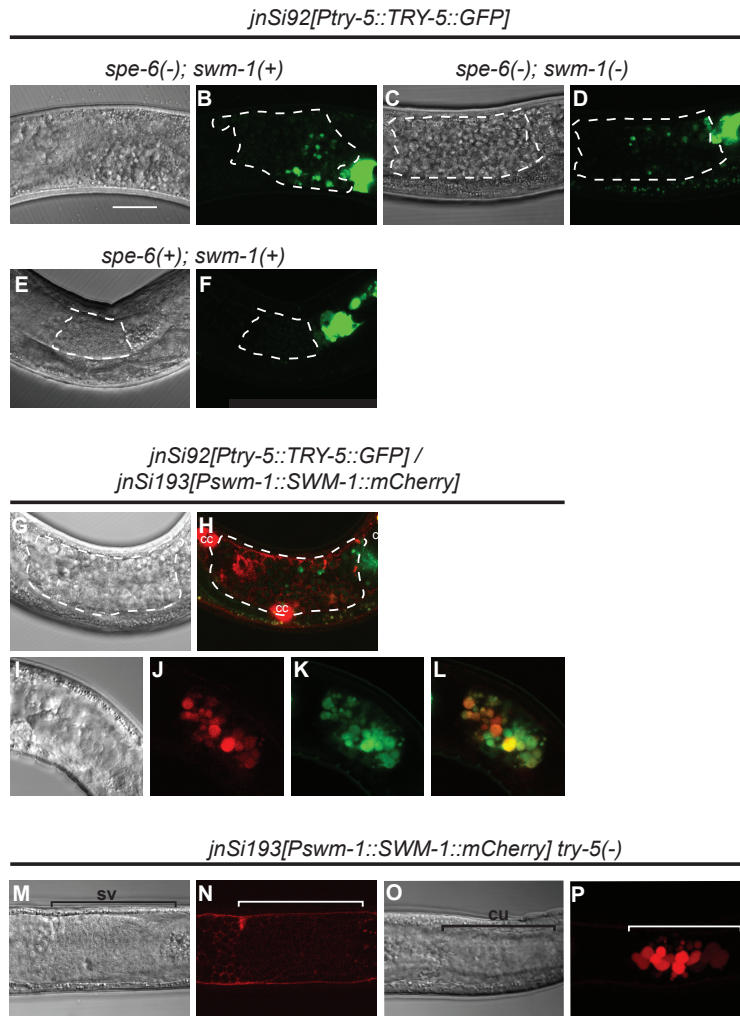 jnSi92[Ptry-5::TRY-5::GFP]
spe-6(-); swm-1(+)
spe-6(-); swm-1(-)
B
C
D
spe-6(+); swm-1(+)
E
F
jnSi92[Ptry-5::TRY-5::GFP] /
jnSi193[Pswm-1::SWM-1::mCherry]
G
H
cc
c
cc
I
J
K
L
jnSi193[Pswm-1::SWM-1::mCherry] try-5(-)
M
sv
N
O
cu
P